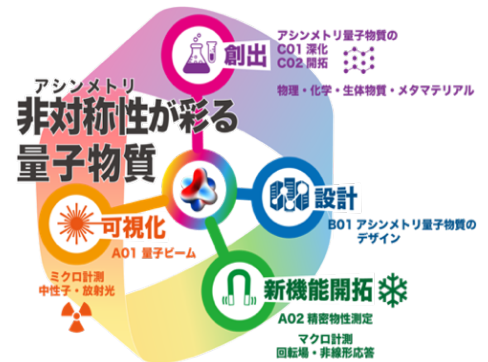 創出
アシンメトリ量子物質の
C01 深化
C02 開拓
物理・化学・生体物質・メタマテリアル
アシンメトリ
非対称性が彩る
量子物質
設計
B01 アシンメトリ量子物質の
デザイン
可視化
A01 量子ビーム
ミクロ計測
中性子・放射光
新機能開拓
A02 精密物性測定
マクロ計測
回転場・非線形応答